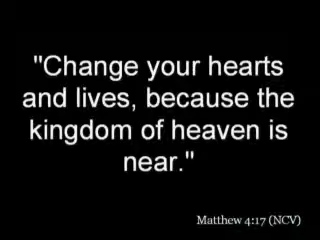 "Change your hearts
and lives, because the
kingdom of heaven is
near."
Matthew 4:17 (NCV)